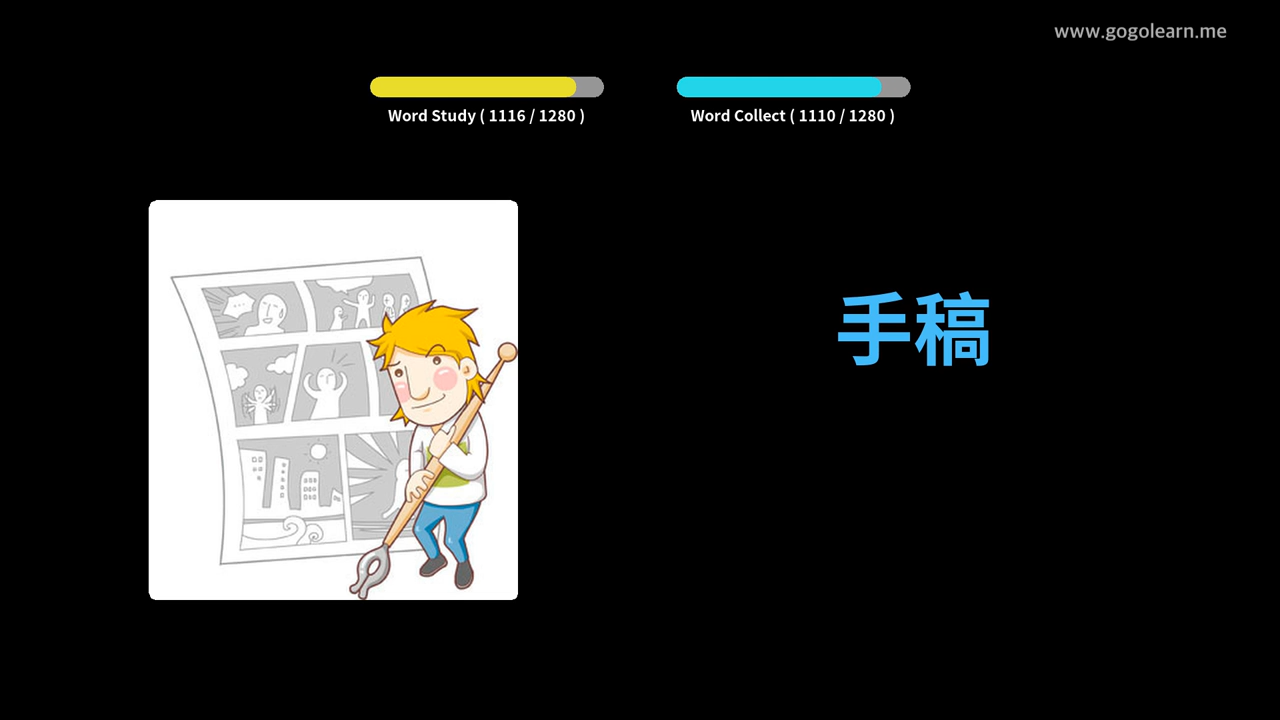 www.gogolearn.me
Word Study ( 1116 / 1280 )
Word Collect ( 1110 / 1280 )
手稿
...